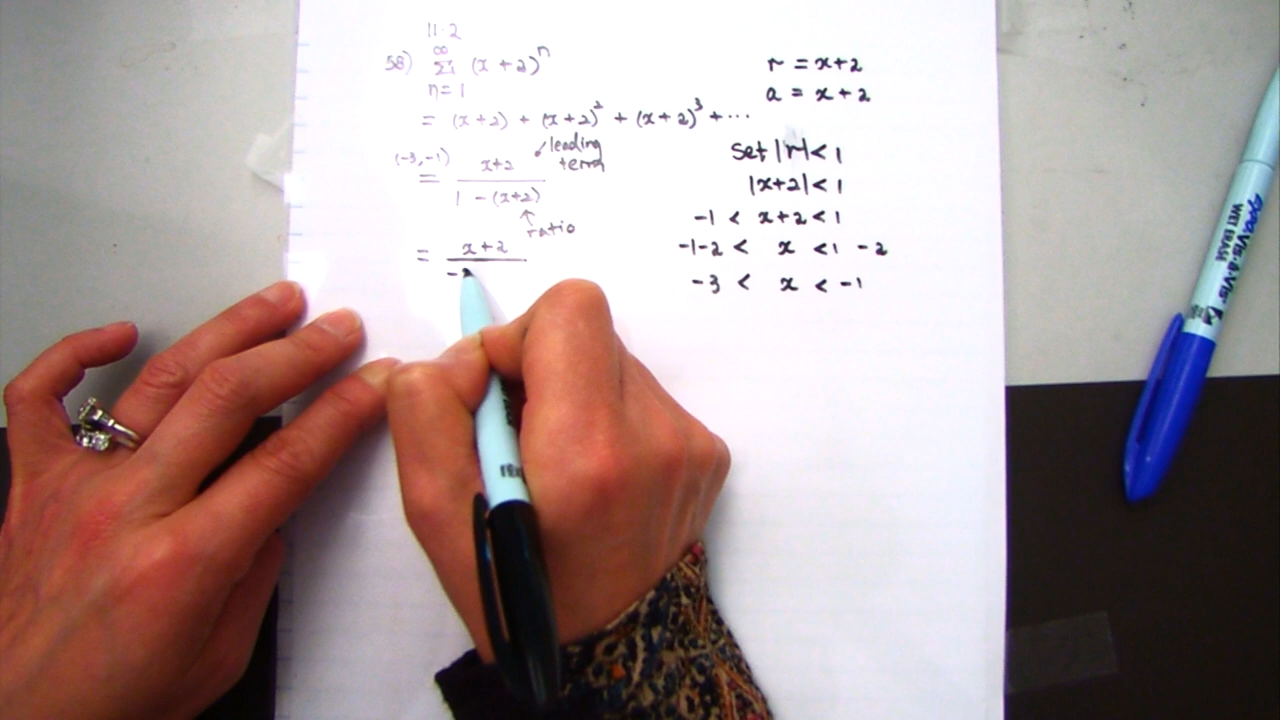 11.2
58) ∞
Σ (x+2)^n
n=1
= (x+2) + (x+2)^2 + (x+2)^3 + ...
(-3,-1) = x+2 / 1 - (x+2)
leading term
↑ ratio
= x+2 / -
r = x+2
a = x+2
set |r| < 1
|x+2| < 1
-1 < x+2 < 1
-1-2 < x < 1 -2
-3 < x < -1
Vis-à-Vis
WET ERASE